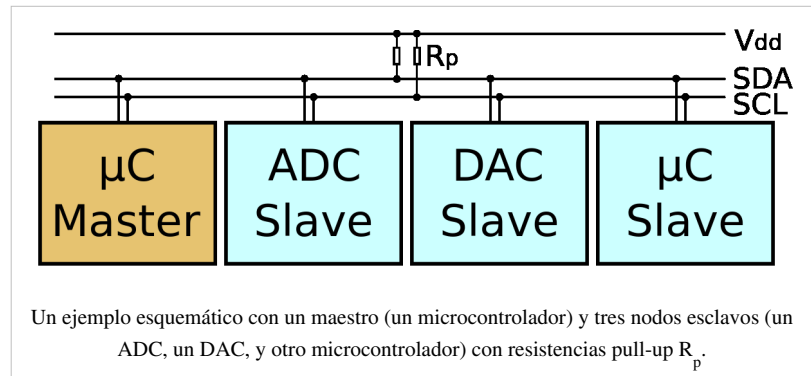 Vdd
Rp
SDA
SCL
µC
Master
ADC
Slave
DAC
Slave
µC
Slave
Un ejemplo esquemático con un maestro (un microcontrolador) y tres nodos esclavos (un
ADC, un DAC, y otro microcontrolador) con resistencias pull-up Rp.